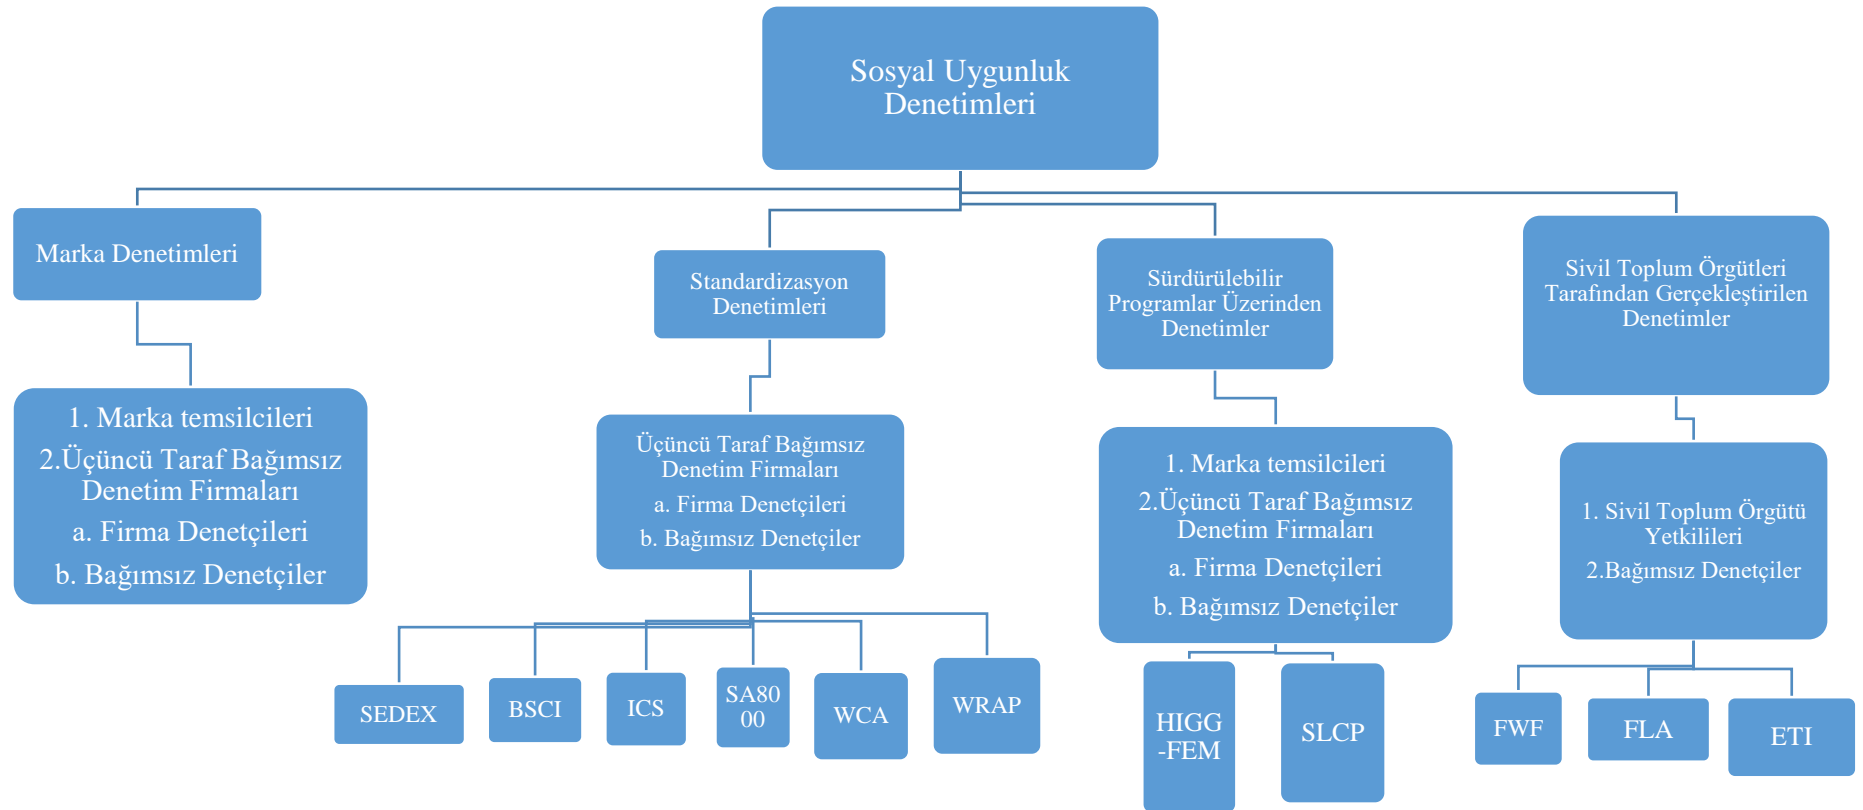 Sosyal Uygunluk
Denetimleri
Marka Denetimleri
Standardizasyon
Denetimleri
Sürdürülebilir
Programlar Üzerinden
Denetimler
Sivil Toplum Örgütleri
Tarafından Gerçekleştirilen
Denetimler
1. Marka temsilcileri
2.Üçüncü Taraf Bağımsız
Denetim Firmaları
a. Firma Denetçileri
b. Bağımsız Denetçiler
Üçüncü Taraf Bağımsız
Denetim Firmaları
a. Firma Denetçileri
b. Bağımsız Denetçiler
1. Marka temsilcileri
2.Üçüncü Taraf Bağımsız
Denetim Firmaları
a. Firma Denetçileri
b. Bağımsız Denetçiler
1. Sivil Toplum Örgütü
Yetkilileri
2.Bağımsız Denetçiler
SEDEX
BSCI
ICS
SA80
00
WCA
WRAP
HIGG
-FEM
SLCP
FWF
FLA
ETI